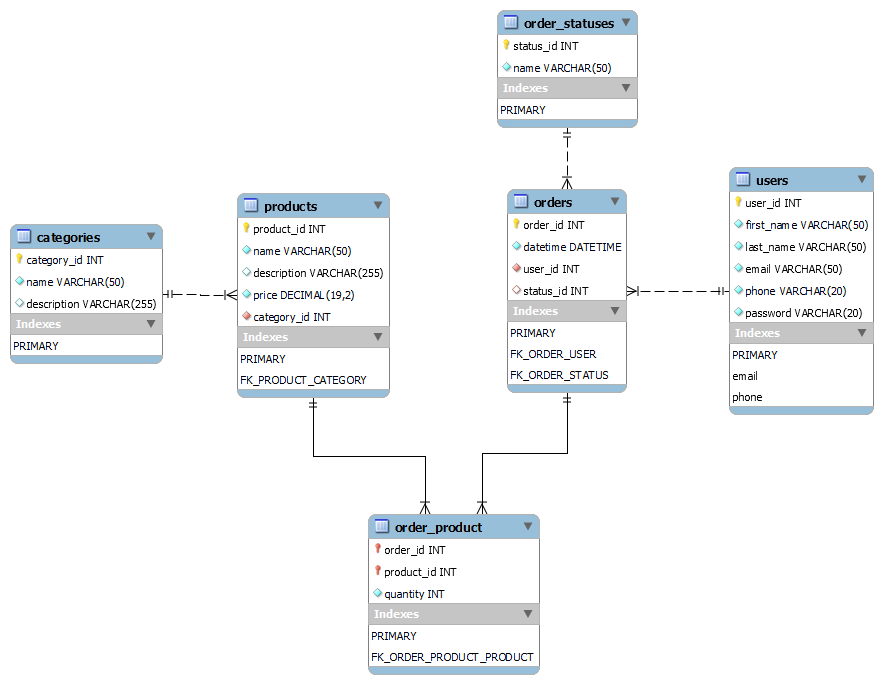 order_statuses
status_id INT
name VARCHAR(50)
Indexes
PRIMARY
users
user_id INT
first_name VARCHAR(50)
last_name VARCHAR(50)
email VARCHAR(50)
phone VARCHAR(20)
password VARCHAR(20)
Indexes
PRIMARY
email
phone
orders
order_id INT
datetime DATETIME
user_id INT
status_id INT
Indexes
PRIMARY
FK_ORDER_USER
FK_ORDER_STATUS
products
product_id INT
name VARCHAR(50)
description VARCHAR(255)
price DECIMAL(19,2)
category_id INT
Indexes
PRIMARY
FK_PRODUCT_CATEGORY
categories
category_id INT
name VARCHAR(50)
description VARCHAR(255)
Indexes
PRIMARY
order_product
order_id INT
product_id INT
quantity INT
Indexes
PRIMARY
FK_ORDER_PRODUCT_PRODUCT